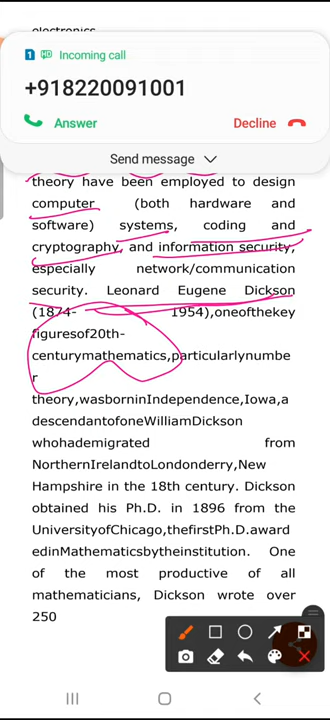 electronics
1 HD Incoming call
+918220091001
Answer Decline
Send message
theory have been employed to design
computer (both hardware and
software) systems, coding and
cryptography, and information security,
especially network/communication
security. Leonard Eugene Dickson
(1874- 1954),oneofthekey
figuresof20th-
centurymathematics,particularlynumbe
r
theory,wasborninIndependence,Iowa,a
descendantofoneWilliamDickson
whohademigrated from
NorthernIrelandtoLondonderry,New
Hampshire in the 18th century. Dickson
obtained his Ph.D. in 1896 from the
UniversityofChicago,thefirstPh.D.award
edinMathematicsbytheinstitution. One
of the most productive of all
mathematicians, Dickson wrote over
250